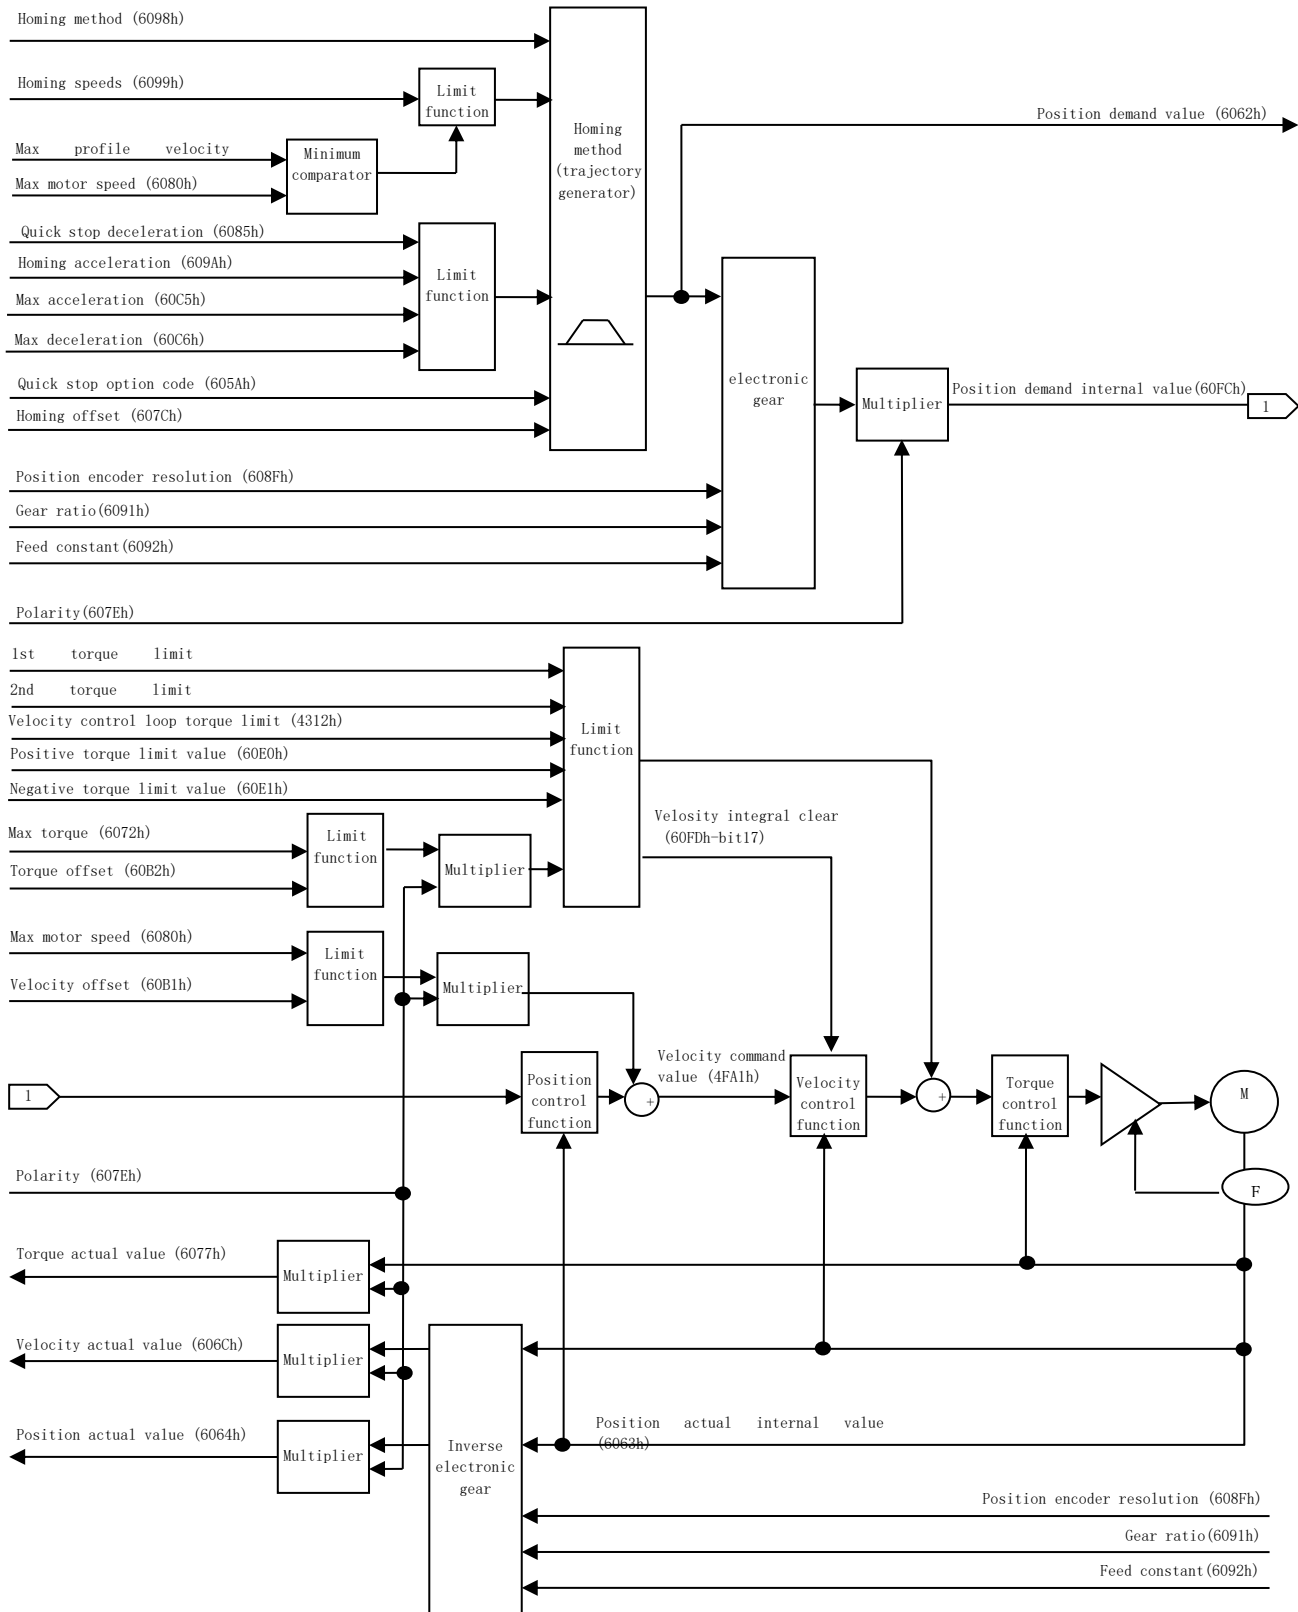 Homing method (6098h)
Homing speeds (6099h)
Limit
function
Position demand value (6062h)
Homing
method
(trajectory
generator)
Max profile velocity
Max motor speed (6080h)
Minimum
comparator
Quick stop deceleration (6085h)
Homing acceleration (609Ah)
Max acceleration (60C5h)
Max deceleration (60C6h)
Limit
function
Quick stop option code (605Ah)
Homing offset (607Ch)
electronic
gear
Multiplier
Position demand internal value(60FCh)
1
Position encoder resolution (608Fh)
Gear ratio(6091h)
Feed constant(6092h)
Polarity(607Eh)
1st torque limit
2nd torque limit
Velocity control loop torque limit (4312h)
Positive torque limit value (60E0h)
Negative torque limit value (60E1h)
Limit
function
Max torque (6072h)
Torque offset (60B2h)
Limit
function
Multiplier
Velosity integral clear
(60FDh-bit17)
Max motor speed (6080h)
Velocity offset (60B1h)
Limit
function
Multiplier
1
Position
control
function
+
Velocity command
value (4FA1h)
Velocity
control
function
+
Torque
control
function
M
F
Polarity (607Eh)
Torque actual value (6077h)
Multiplier
Velocity actual value (606Ch)
Multiplier
Position actual value (6064h)
Multiplier
Inverse
electronic
gear
Position actual internal value
(6063h)
Position encoder resolution (608Fh)
Gear ratio(6091h)
Feed constant(6092h)